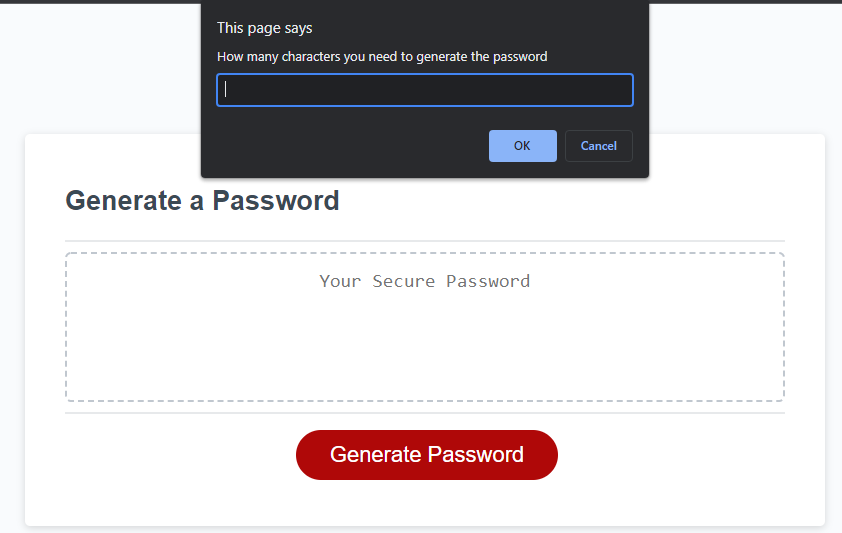 This page says
How many characters you need to generate the password
OK
Cancel
Generate a Password
Your Secure Password
Generate Password